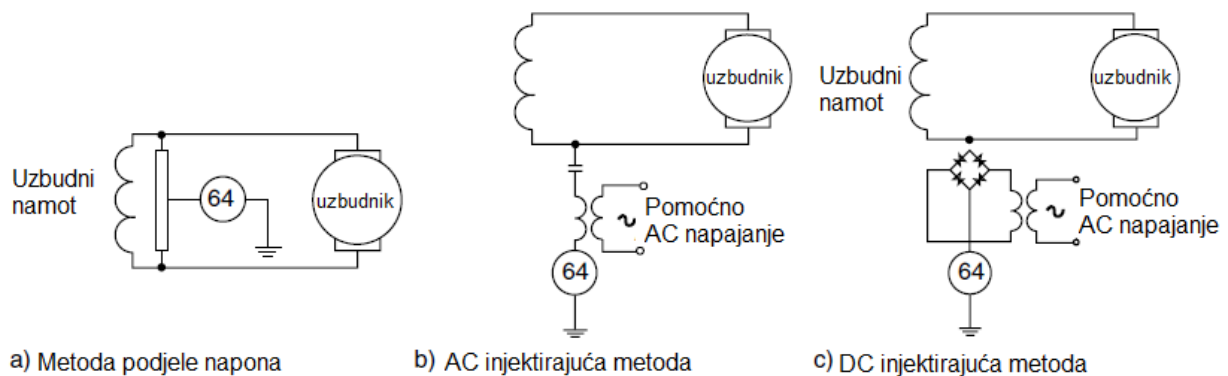 Uzbudni
namot
64
uzbudnik
a) Metoda podjele napona
uzbudnik
Pomoćno
AC napajanje
64
b) AC injektirajuća metoda
Uzbudni
namot
uzbudnik
Pomoćno
AC napajanje
64
c) DC injektirajuća metoda